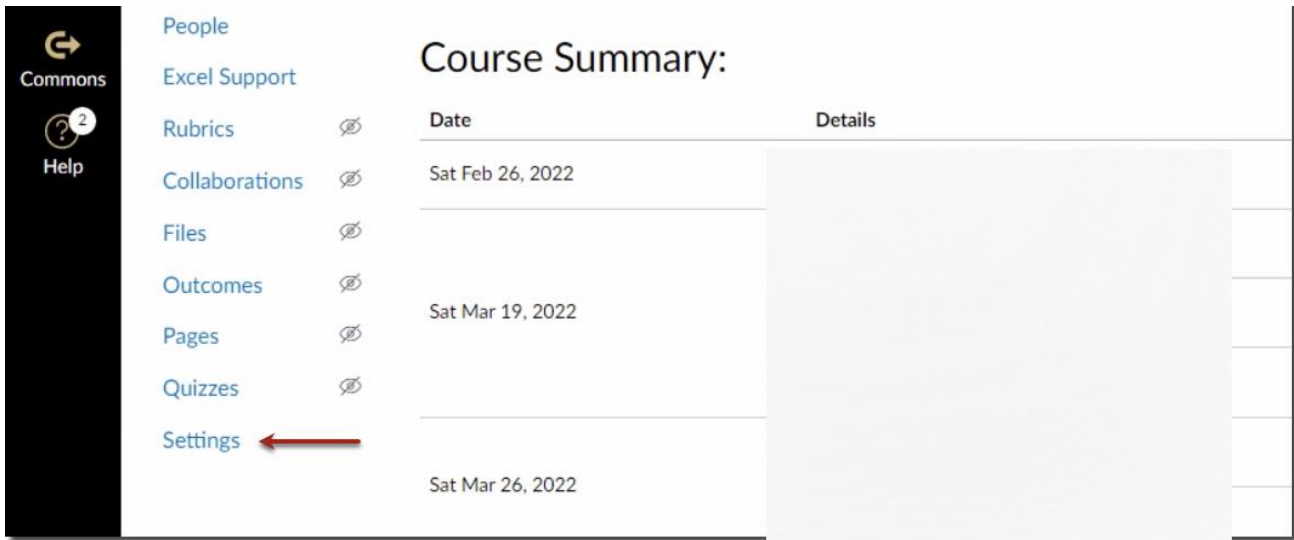 Commons
2
Help
People
Excel Support
Rubrics
Collaborations
Files
Outcomes
Pages
Quizzes
Settings
Course Summary:
Date Details
Sat Feb 26, 2022
Sat Mar 19, 2022
Sat Mar 26, 2022